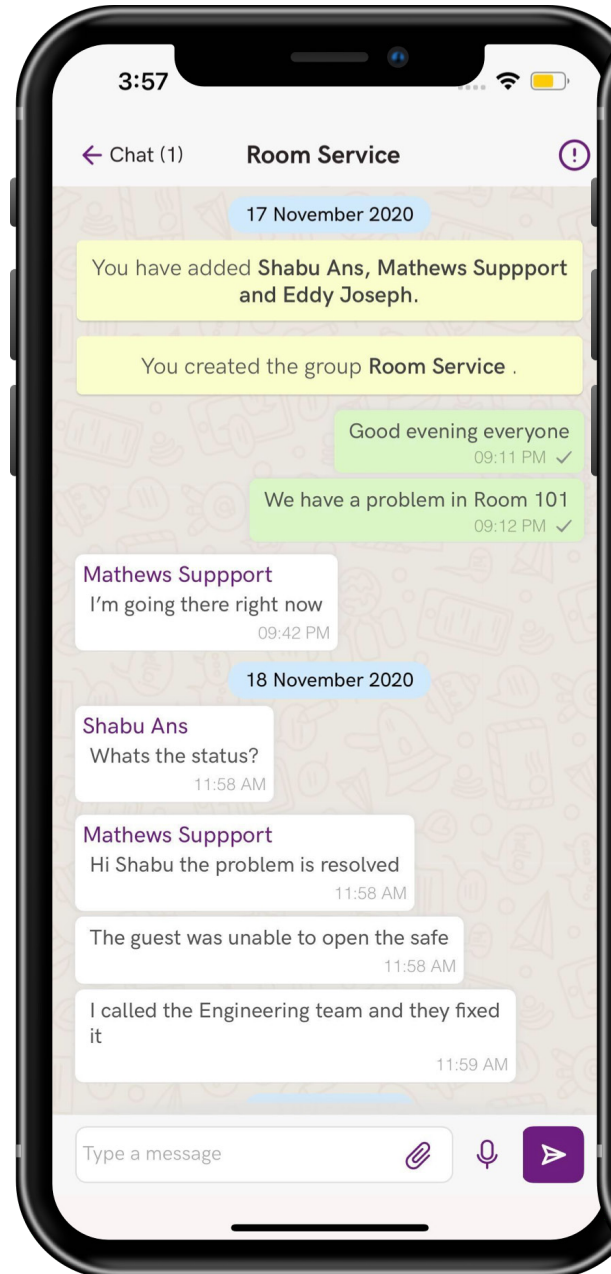 3:57
Chat (1)
Room Service
17 November 2020
You have added Shabu Ans, Mathews Suppport
and Eddy Joseph.
You created the group Room Service .
Good evening everyone
09:11 PM
We have a problem in Room 101
09:12 PM
Mathews Suppport
I'm going there right now
09:42 PM
18 November 2020
Shabu Ans
Whats the status?
11:58 AM
Mathews Suppport
Hi Shabu the problem is resolved
11:58 AM
The guest was unable to open the safe
11:58 AM
I called the Engineering team and they fixed
it
11:59 AM
Type a message